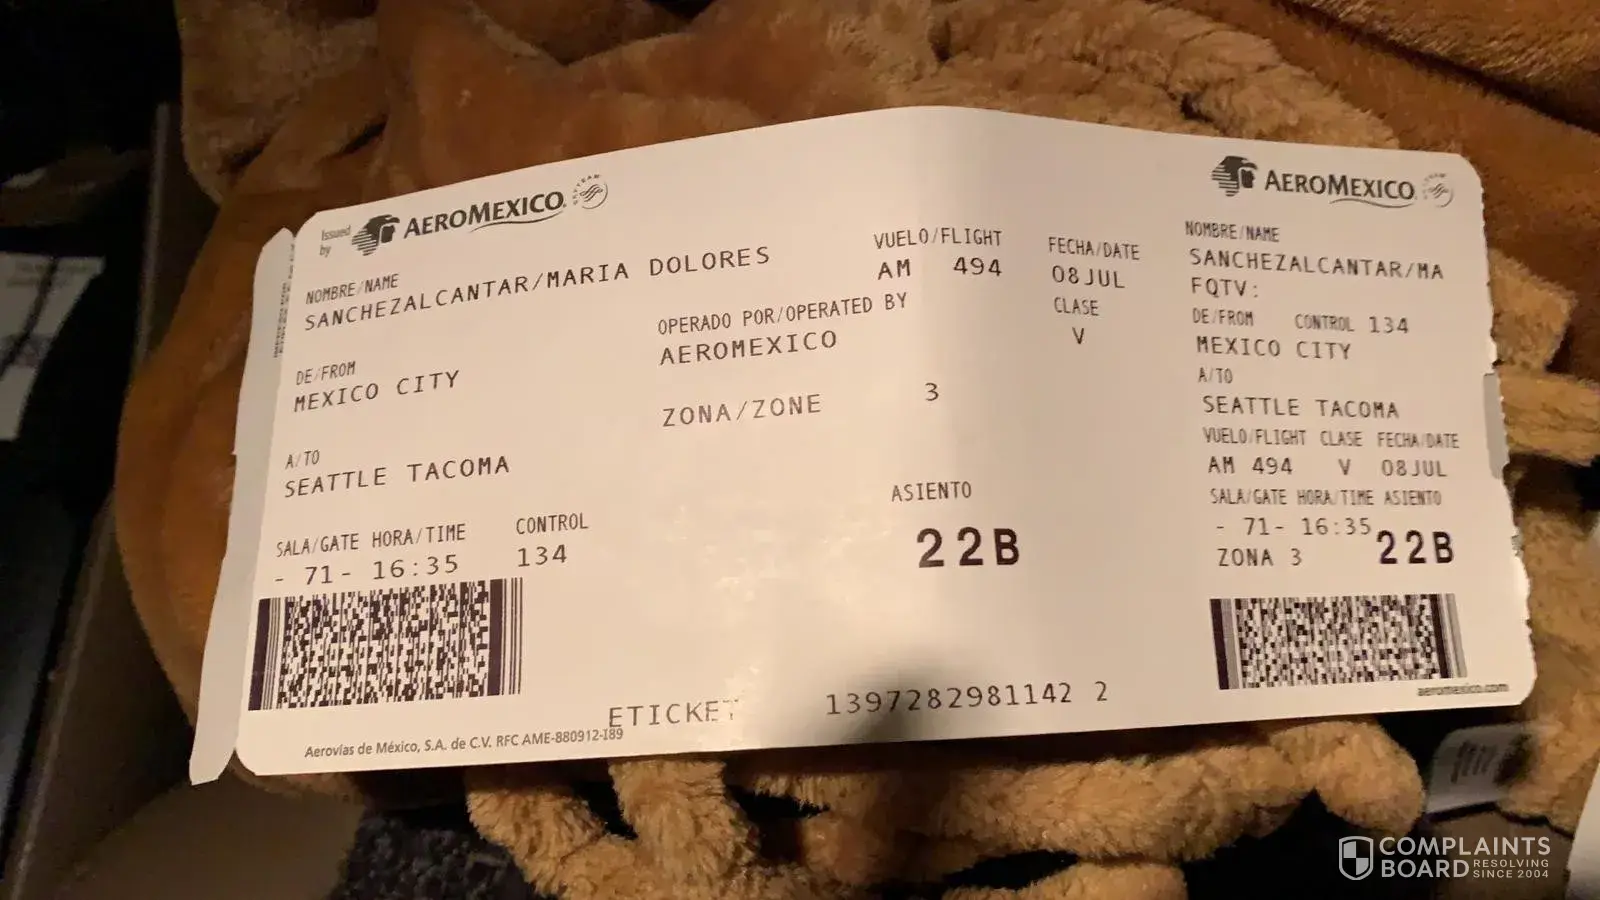 Issued by AEROMEXICO. SKYTEAM
NOMBRE/NAME
SANCHEZALCANTAR/MARIA DOLORES
VUELO/FLIGHT FECHA/DATE
AM 494 08JUL
OPERADO POR/OPERATED BY CLASE
AEROMEXICO V
DE/FROM
MEXICO CITY
ZONA/ZONE 3
A/TO
SEATTLE TACOMA
ASIENTO
22B
SALA/GATE HORA/TIME CONTROL
- 71- 16:35 134
ETICKET 1397282981142 2
Aerovías de México, S.A. de C.V. RFC AME-880912-I89
AEROMEXICO.
NOMBRE/NAME
SANCHEZALCANTAR/MA
FQTV:
DE/FROM CONTROL 134
MEXICO CITY
A/TO
SEATTLE TACOMA
VUELO/FLIGHT CLASE FECHA/DATE
AM 494 V 08JUL
SALA/GATE HORA/TIME ASIENTO
- 71- 16:35 22B
ZONA 3
aeromexico.com
COMPLAINTS
BOARD RESOLVING
SINCE 2004